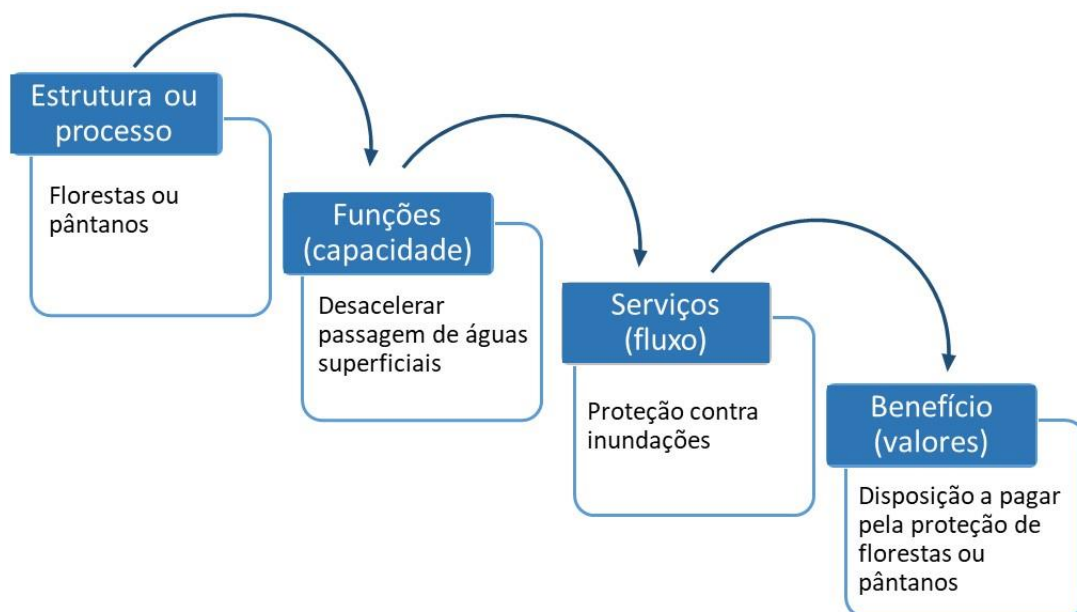 Estrutura ou
processo
Florestas ou
pântanos
Funções
(capacidade)
Desacelerar
passagem de águas
superficiais
Serviços
(fluxo)
Proteção contra
inundações
Benefício
(valores)
Disposição a pagar
pela proteção de
florestas ou
pântanos